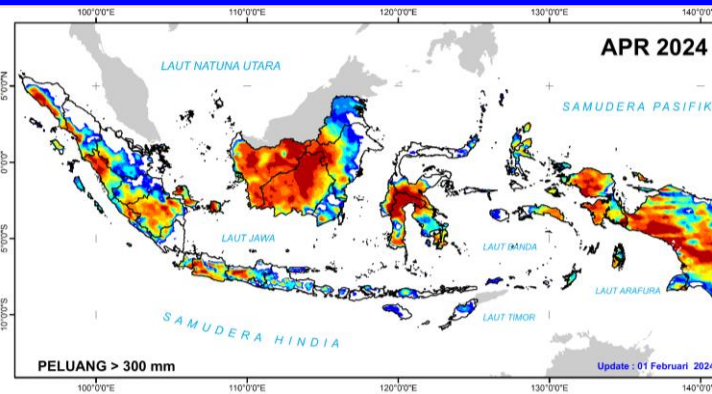 100°0'0"E 110°0'0"E 120°0'0"E 130°0'0"E 140°0'0"
APR 2024
LAUT NATUNA UTARA
5°0'0"N
SAMUDERA PASIFIK
0°0'0"
LAUT JAWA
LAUT BANDA
5°0'0"S
LAUT ARAFURA
10°0'0"S
SAMUDERA HINDIA
LAUT TIMOR
PELUANG > 300 mm
Update : 01 Februari 2024
100°0'0"E 110°0'0"E 120°0'0"E 130°0'0"E 140°0'0"